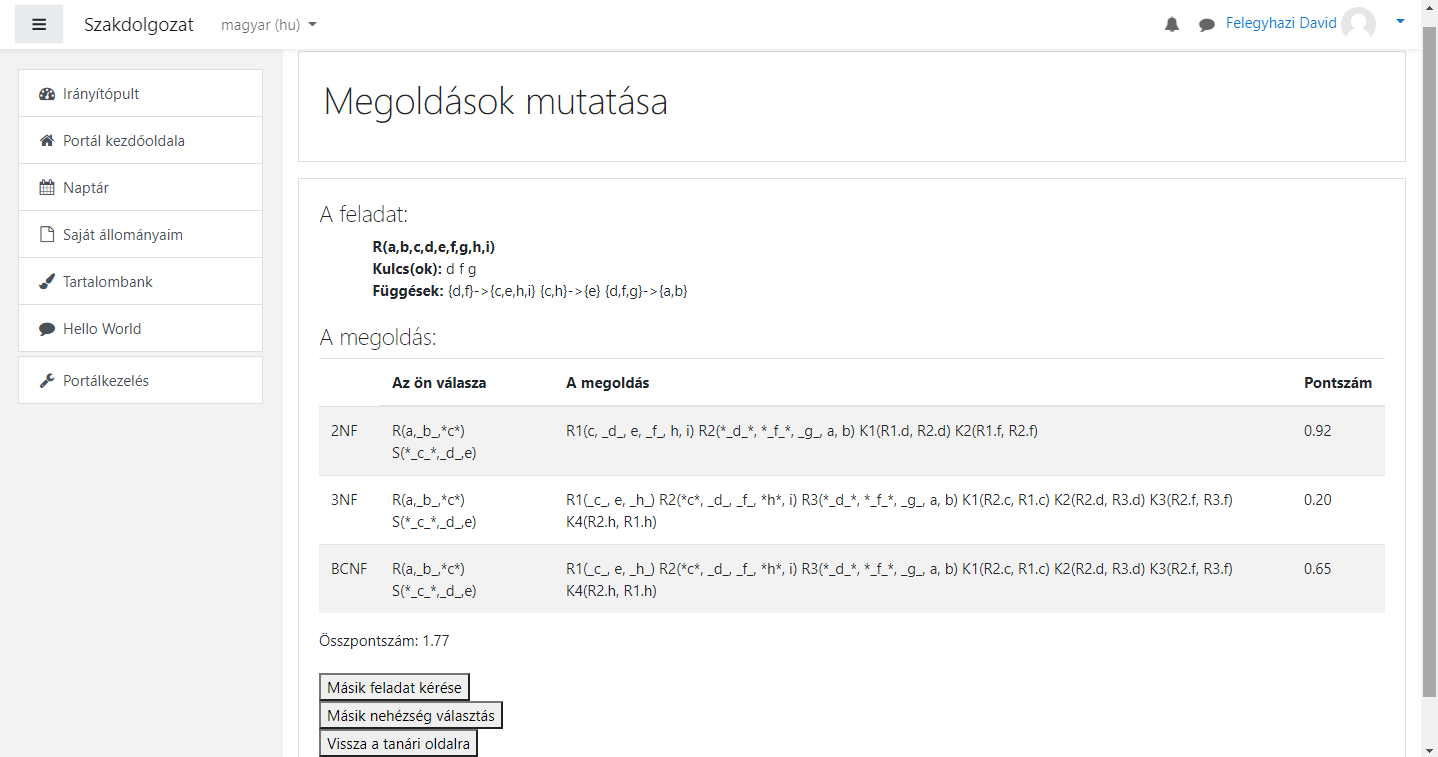 Szakdolgozat
magyar (hu)
Felegyhazi David
Irányítópult
Portál kezdőoldala
Naptár
Saját állományaim
Tartalombank
Hello World
Portálkezelés
Megoldások mutatása
A feladat:
R(a,b,c,d,e,f,g,h,i)
Kulcs(ok): d f g
Függések: {d,f}->{c,e,h,i} {c,h}->{e} {d,f,g}->{a,b}
A megoldás:
Az ön válasza A megoldás Pontszám
2NF R(a,_b_,*c*) R1(c, _d_, e, _f_, h, i) R2(*_d_*, *_f_*, _g_, a, b) K1(R1.d, R2.d) K2(R1.f, R2.f) 0.92
S(*_c_*,_d_,e)
3NF R(a,_b_,*c*) R1(_c_, e, _h_) R2(*c*, _d_, _f_, *h*, i) R3(*_d_*, *_f_*, _g_, a, b) K1(R2.c, R1.c) K2(R2.d, R3.d) K3(R2.f, R3.f) 0.20
S(*_c_*,_d_,e) K4(R2.h, R1.h)
BCNF R(a,_b_,*c*) R1(_c_, e, _h_) R2(*c*, _d_, _f_, *h*, i) R3(*_d_*, *_f_*, _g_, a, b) K1(R2.c, R1.c) K2(R2.d, R3.d) K3(R2.f, R3.f) 0.65
S(*_c_*,_d_,e) K4(R2.h, R1.h)
Összpontszám: 1.77
Másik feladat kérése
Másik nehézség választás
Vissza a tanári oldalra